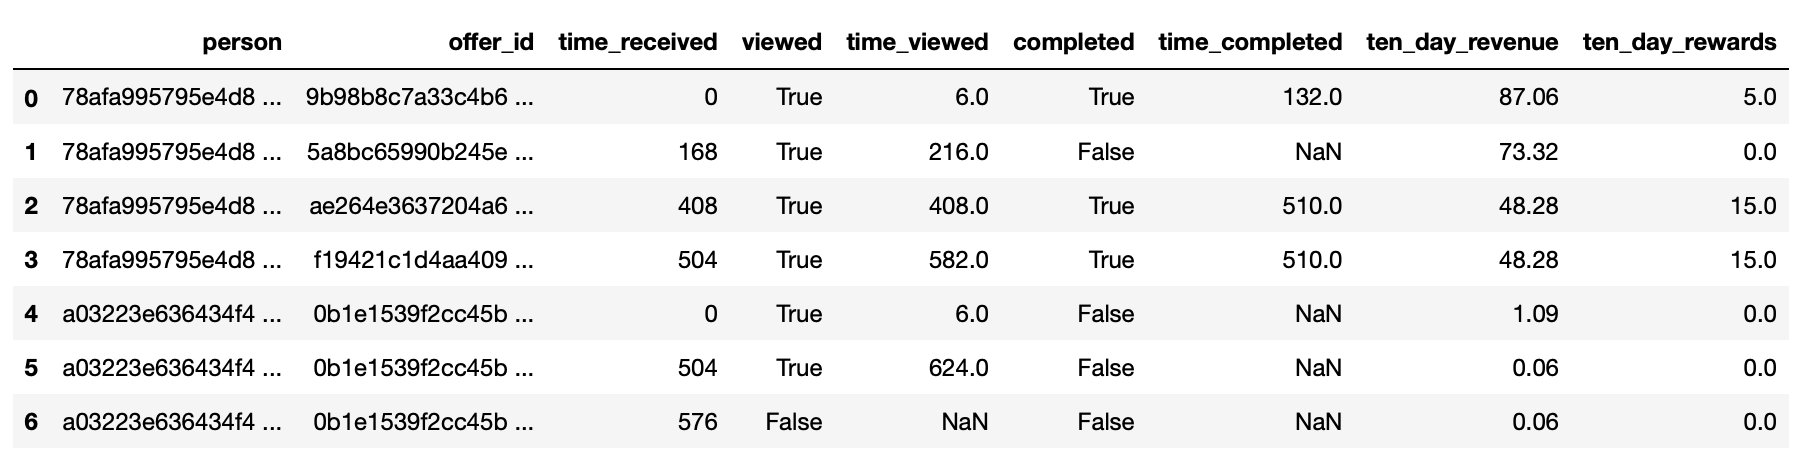 person offer_id time_received viewed time_viewed completed time_completed ten_day_revenue ten_day_rewards
0 78afa995795e4d8 ... 9b98b8c7a33c4b6 ... 0 True 6.0 True 132.0 87.06 5.0
1 78afa995795e4d8 ... 5a8bc65990b245e ... 168 True 216.0 False NaN 73.32 0.0
2 78afa995795e4d8 ... ae264e3637204a6 ... 408 True 408.0 True 510.0 48.28 15.0
3 78afa995795e4d8 ... f19421c1d4aa409 ... 504 True 582.0 True 510.0 48.28 15.0
4 a03223e636434f4 ... 0b1e1539f2cc45b ... 0 True 6.0 False NaN 1.09 0.0
5 a03223e636434f4 ... 0b1e1539f2cc45b ... 504 True 624.0 False NaN 0.06 0.0
6 a03223e636434f4 ... 0b1e1539f2cc45b ... 576 False NaN False NaN 0.06 0.0